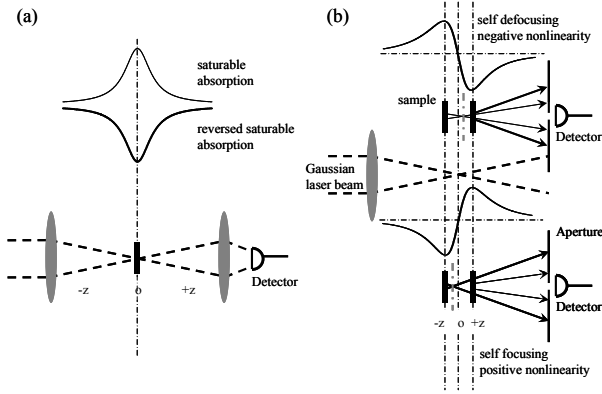 (a)
saturable
absorption
reversed saturable
absorption
-z
o
+z
Detector
(b)
self defocusing
negative nonlinearity
sample
Detector
Gaussian
laser beam
Aperture
Detector
-z
o
+z
self focusing
positive nonlinearity